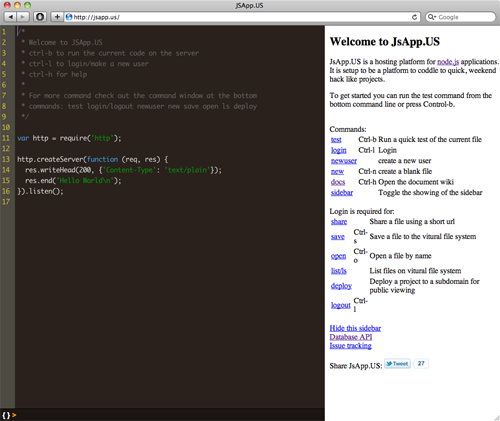 JSApp.US
http://jsapp.us/
Google
1 /*
2 * Welcome to JSApp.US
3 * ctrl-b to run the current code on the server
4 * ctrl-l to login/make a new user
5 * ctrl-h for help
6 *
7 * For more command check out the command window at the bottom
8 * commands: test login/logout newuser new save open ls deploy
9 */
10
11 var http = require('http');
12
13 http.createServer(function (req, res) {
14 res.writeHead(200, {'Content-Type': 'text/plain'});
15 res.end('Hello World\n');
16 }).listen();
17
{}>
Welcome to JsApp.US
JsApp.US is a hosting platform for node.js applications.
It is setup to be a platform to coddle to quick, weekend
hack like projects.
To get started you can run the test command from the
bottom command line or press Control-b.
Commands:
test Ctrl-b Run a quick test of the current file
login Ctrl-l Login
newuser create a new user
new Ctrl-n create a blank file
docs Ctrl-h Open the document wiki
sidebar Toggle the showing of the sidebar
Login is required for:
share Share a file using a short url
save Ctrl-s Save a file to the vitural file system
open Ctrl-o Open a file by name
list/ls List files on vitural file system
deploy Deploy a project to a subdomain for
public viewing
logout Ctrl-l
Hide this sidebar
Database API
Issue tracking
Share JsApp.US: Tweet 27